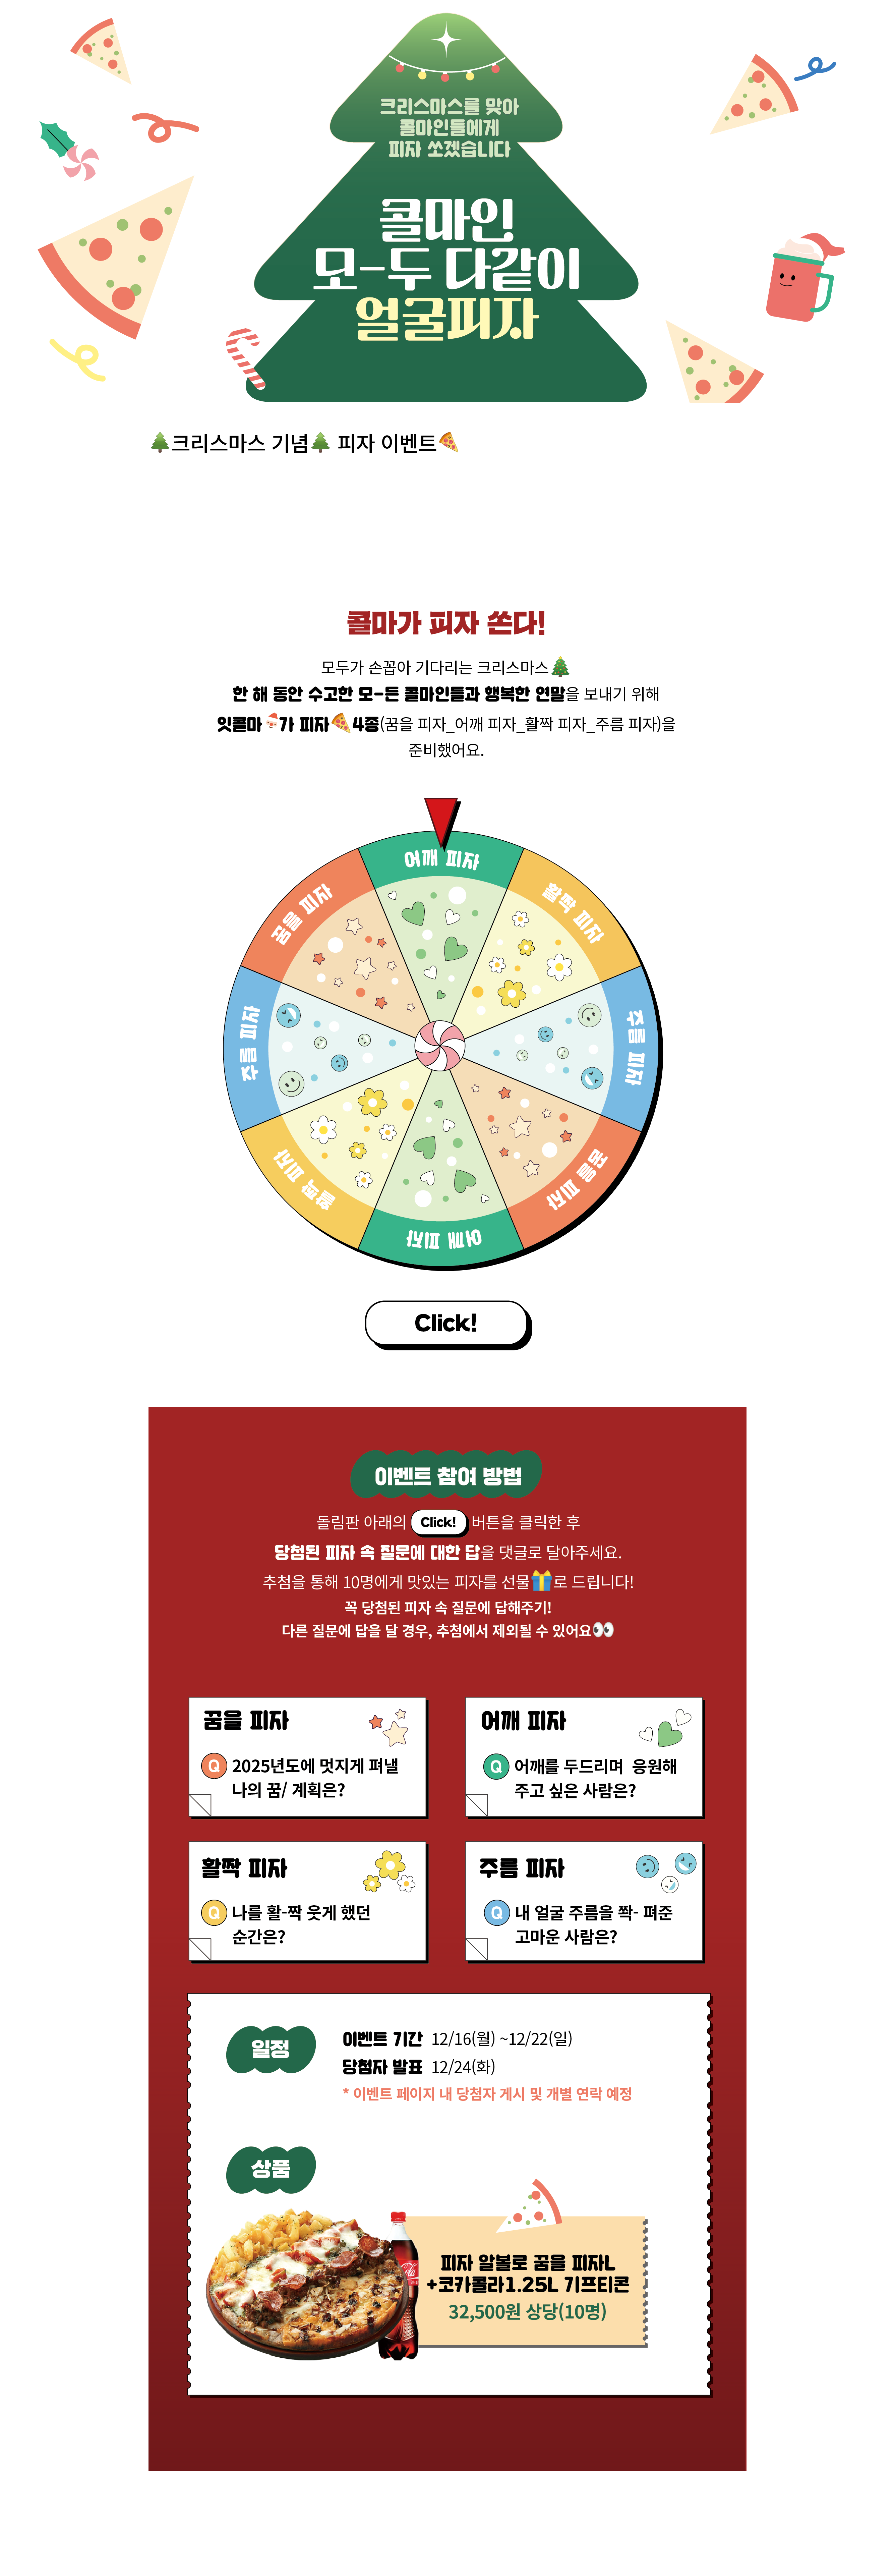 크리스마스를 맞아
콜마인들에게
피자 쏘겠습니다
콜마인
모-두 다같이
얼굴피자
🌲크리스마스 기념🌲 피자 이벤트🍕
콜마가 피자 쏜다!
모두가 손꼽아 기다리는 크리스마스🎄
한 해 동안 수고한 모-든 콜마인들과 행복한 연말을 보내기 위해
잇콜마🎅가 피자🍕4종(꿈을 피자_어깨 피자_활짝 피자_주름 피자)을
준비했어요.
어깨 피자
활짝 피자
주름 피자
꿈을 피자
어깨 피자
활짝 피자
주름 피자
꿈을 피자
Click!
이벤트 참여 방법
돌림판 아래의 Click! 버튼을 클릭한 후
당첨된 피자 속 질문에 대한 답을 댓글로 달아주세요.
추첨을 통해 10명에게 맛있는 피자를 선물🎁로 드립니다!
꼭 당첨된 피자 속 질문에 답해주기!
다른 질문에 답을 달 경우, 추첨에서 제외될 수 있어요👀
꿈을 피자
Q 2025년도에 멋지게 펴낼
나의 꿈/ 계획은?
어깨 피자
Q 어깨를 두드리며 응원해
주고 싶은 사람은?
활짝 피자
Q 나를 활-짝 웃게 했던
순간은?
주름 피자
Q 내 얼굴 주름을 쫙- 펴준
고마운 사람은?
일정
이벤트 기간 12/16(월) ~12/22(일)
당첨자 발표 12/24(화)
* 이벤트 페이지 내 당첨자 게시 및 개별 연락 예정
상품
피자 알볼로 꿈을 피자L
+코카콜라1.25L 기프티콘
32,500원 상당(10명)